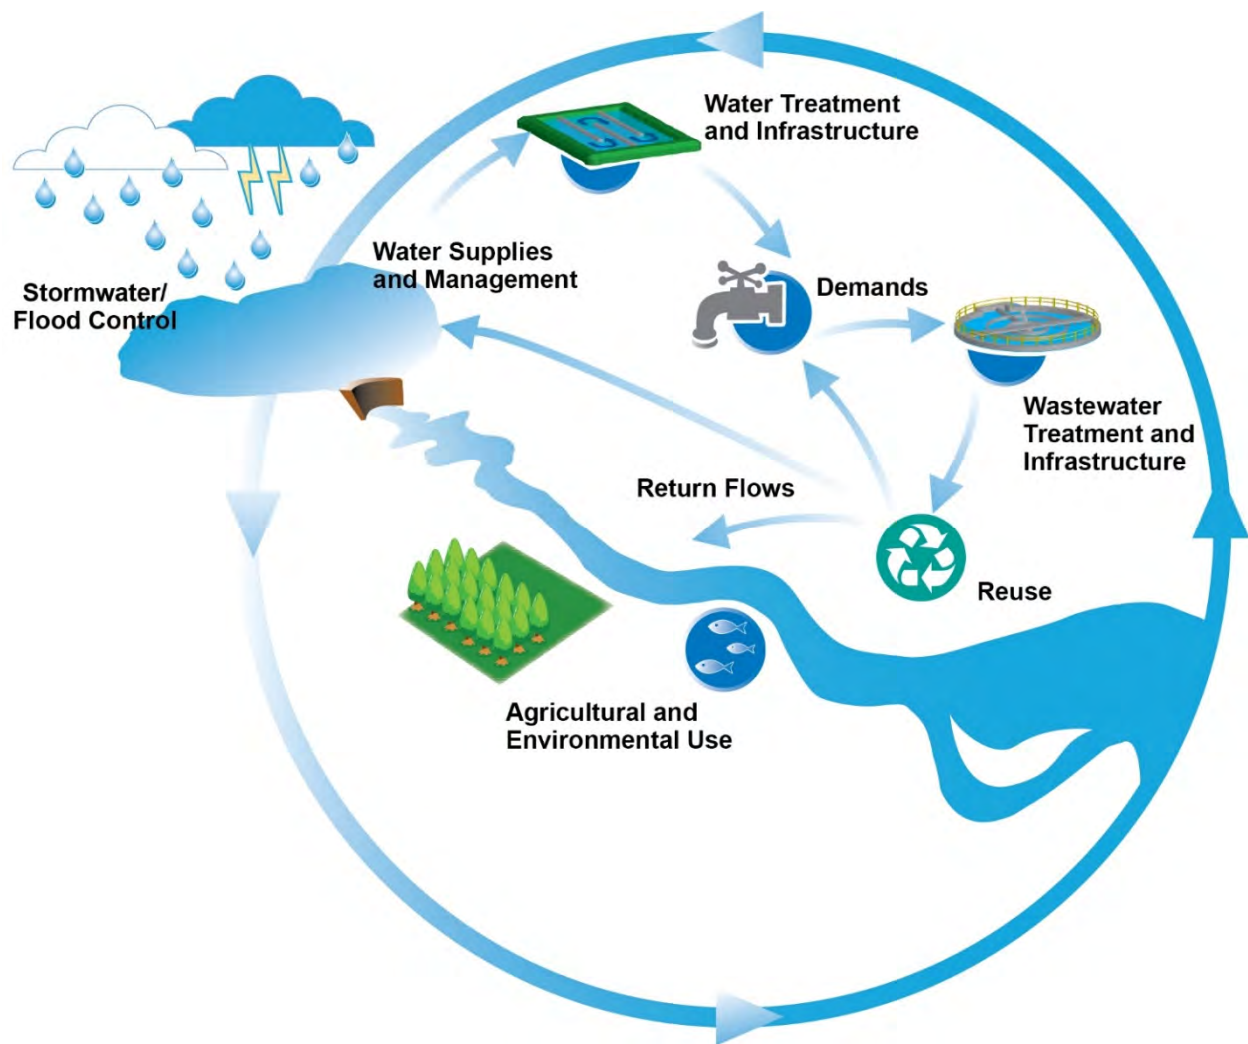 Water Treatment
and Infrastructure
Water Supplies
and Management
Stormwater/
Flood Control
Demands
Wastewater
Treatment and
Infrastructure
Return Flows
Reuse
Agricultural and
Environmental Use